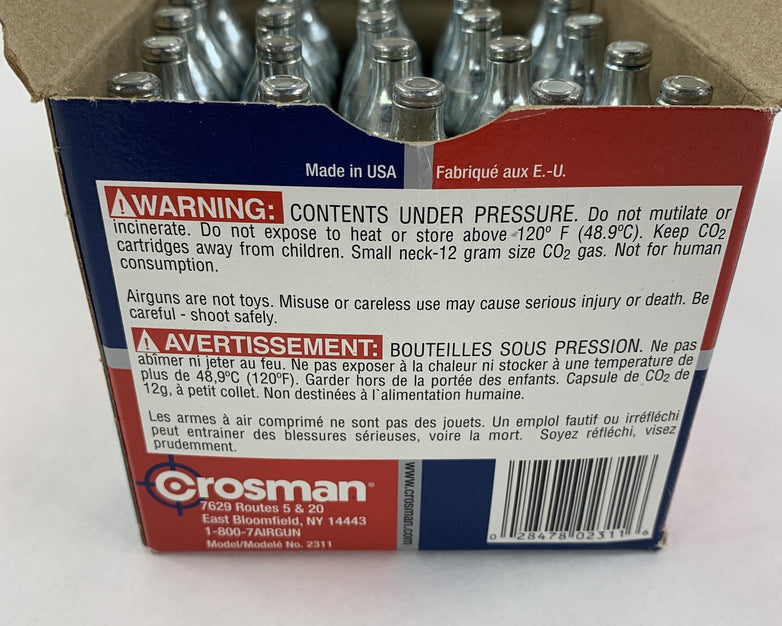 Made in USA
Fabriqué aux E.-U.
WARNING: CONTENTS UNDER PRESSURE. Do not mutilate or
incinerate. Do not expose to heat or store above 120º F (48.9ºC). Keep CO₂
cartridges away from children. Small neck-12 gram size CO₂ gas. Not for human
consumption.
Airguns are not toys. Misuse or careless use may cause serious injury or death. Be
careful - shoot safely.
AVERTISSEMENT: BOUTEILLES SOUS PRESSION. Ne pas
abîmer ni jeter au feu. Ne pas exposer à la chaleur ni stocker à une temperature de
plus de 48,9ºC (120ºF). Garder hors de la portée des enfants. Capsule de CO₂ de
12g, à petit collet. Non destinées à l`alimentation humaine.
Les armes à air comprimé ne sont pas des jouets. Un emplol fautif ou irréfléchi
peut entrainer des blessures sérieuses, voire la mort. Soyez réfléchi, visez
prudemment.
Crosman®
7629 Routes 5 & 20
East Bloomfield, NY 14443
1-800-7AIRGUN
Model/Modelé No. 2311
www.crosman.com
0 28478 02311 6